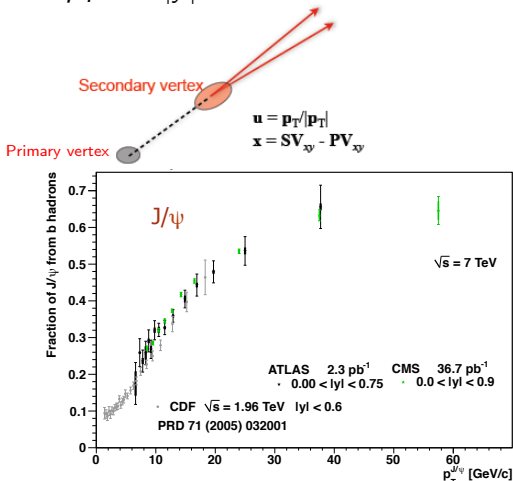 Secondary vertex
u = p_T/|p_T|
x = SV_xy - PV_xy
Primary vertex
Fraction of J/ψ from b hadrons
0.7
0.6
0.5
0.4
0.3
0.2
0.1
0
J/ψ
√s = 7 TeV
ATLAS 2.3 pb⁻¹ CMS 36.7 pb⁻¹
0.00 < |y| < 0.75 0.0 < |y| < 0.9
CDF √s = 1.96 TeV |y| < 0.6
PRD 71 (2005) 032001
0 10 20 30 40 50 60
p_T^J/ψ [GeV/c]